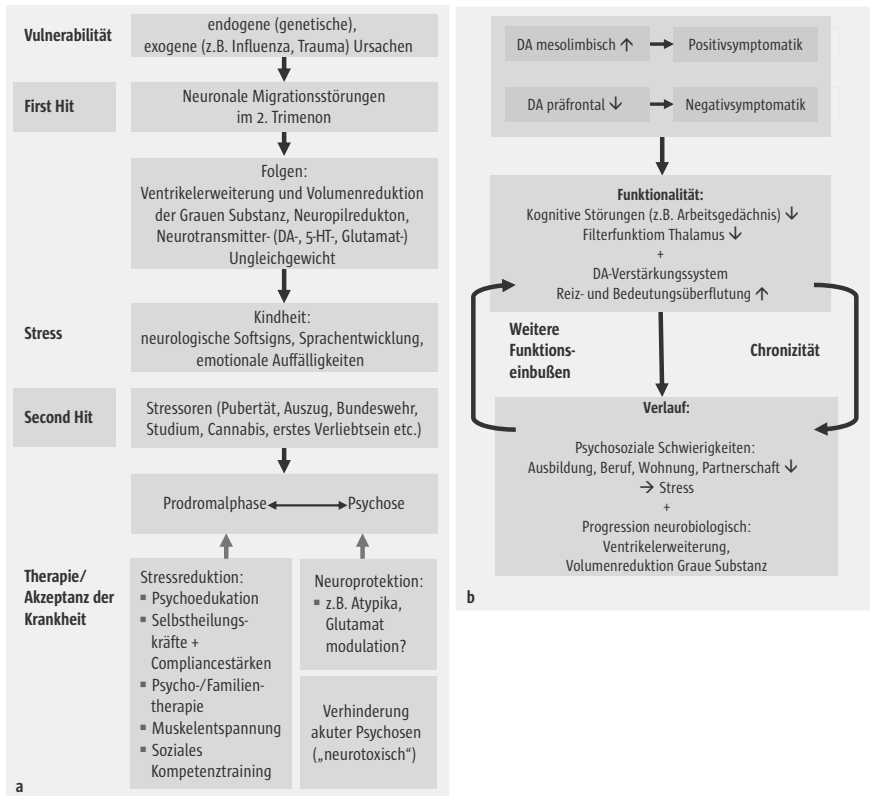 Vulnerabilität
endogene (genetische),
exogene (z.B. Influenza, Trauma) Ursachen
First Hit
Neuronale Migrationsstörungen
im 2. Trimenon
Folgen:
Ventrikelerweiterung und Volumenreduktion
der Grauen Substanz, Neuropilredukton,
Neurotransmitter- (DA-, 5-HT-, Glutamat-)
Ungleichgewicht
Stress
Kindheit:
neurologische Softsigns, Sprachentwicklung,
emotionale Auffälligkeiten
Second Hit
Stressoren (Pubertät, Auszug, Bundeswehr,
Studium, Cannabis, erstes Verliebtsein etc.)
Prodromalphase ↔ Psychose
Therapie/
Akzeptanz der
Krankheit
Stressreduktion:
▪ Psychoedukation
▪ Selbstheilungs-
kräfte +
Compliancestärken
▪ Psycho-/Familien-
therapie
▪ Muskelentspannung
▪ Soziales
Kompetenztraining
Neuroprotektion:
▪ z.B. Atypika,
Glutamat
modulation?
Verhinderung
akuter Psychosen
(„neurotoxisch“)
a
DA mesolimbisch ↑ → Positivsymptomatik
DA präfrontal ↓ → Negativsymptomatik
Funktionalität:
Kognitive Störungen (z.B. Arbeitsgedächnis) ↓
Filterfunktiom Thalamus ↓
+
DA-Verstärkungssystem
Reiz- und Bedeutungsüberflutung ↑
Weitere
Funktions-
einbußen
Chronizität
Verlauf:
Psychosoziale Schwierigkeiten:
Ausbildung, Beruf, Wohnung, Partnerschaft ↓
→ Stress
+
Progression neurobiologisch:
Ventrikelerweiterung,
Volumenreduktion Graue Substanz
b